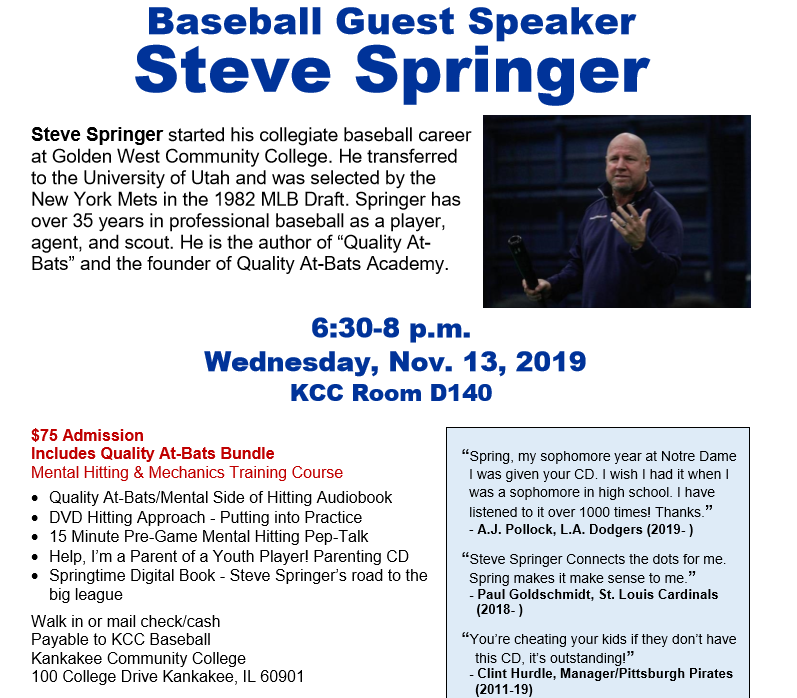 Baseball Guest Speaker
Steve Springer
Steve Springer started his collegiate baseball career
at Golden West Community College. He transferred
to the University of Utah and was selected by the
New York Mets in the 1982 MLB Draft. Springer has
over 35 years in professional baseball as a player,
agent, and scout. He is the author of “Quality At-
Bats” and the founder of Quality At-Bats Academy.
6:30-8 p.m.
Wednesday, Nov. 13, 2019
KCC Room D140
$75 Admission
Includes Quality At-Bats Bundle
Mental Hitting & Mechanics Training Course
• Quality At-Bats/Mental Side of Hitting Audiobook
• DVD Hitting Approach - Putting into Practice
• 15 Minute Pre-Game Mental Hitting Pep-Talk
• Help, I’m a Parent of a Youth Player! Parenting CD
• Springtime Digital Book - Steve Springer’s road to the
big league
Walk in or mail check/cash
Payable to KCC Baseball
Kankakee Community College
100 College Drive Kankakee, IL 60901
“Spring, my sophomore year at Notre Dame
I was given your CD. I wish I had it when I
was a sophomore in high school. I have
listened to it over 1000 times! Thanks.”
- A.J. Pollock, L.A. Dodgers (2019- )
“Steve Springer Connects the dots for me.
Spring makes it make sense to me.”
- Paul Goldschmidt, St. Louis Cardinals
(2018- )
“You’re cheating your kids if they don’t have
this CD, it’s outstanding!”
- Clint Hurdle, Manager/Pittsburgh Pirates
(2011-19)